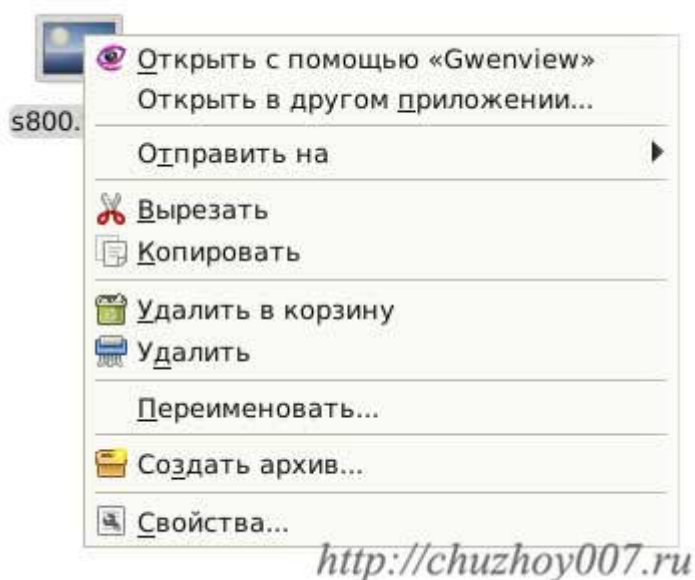 Открыть с помощью «Gwenview»
Открыть в другом приложении...
s800.
Отправить на
Вырезать
Копировать
Удалить в корзину
Удалить
Переименовать...
Создать архив...
Свойства...
http://chuzhoy007.ru